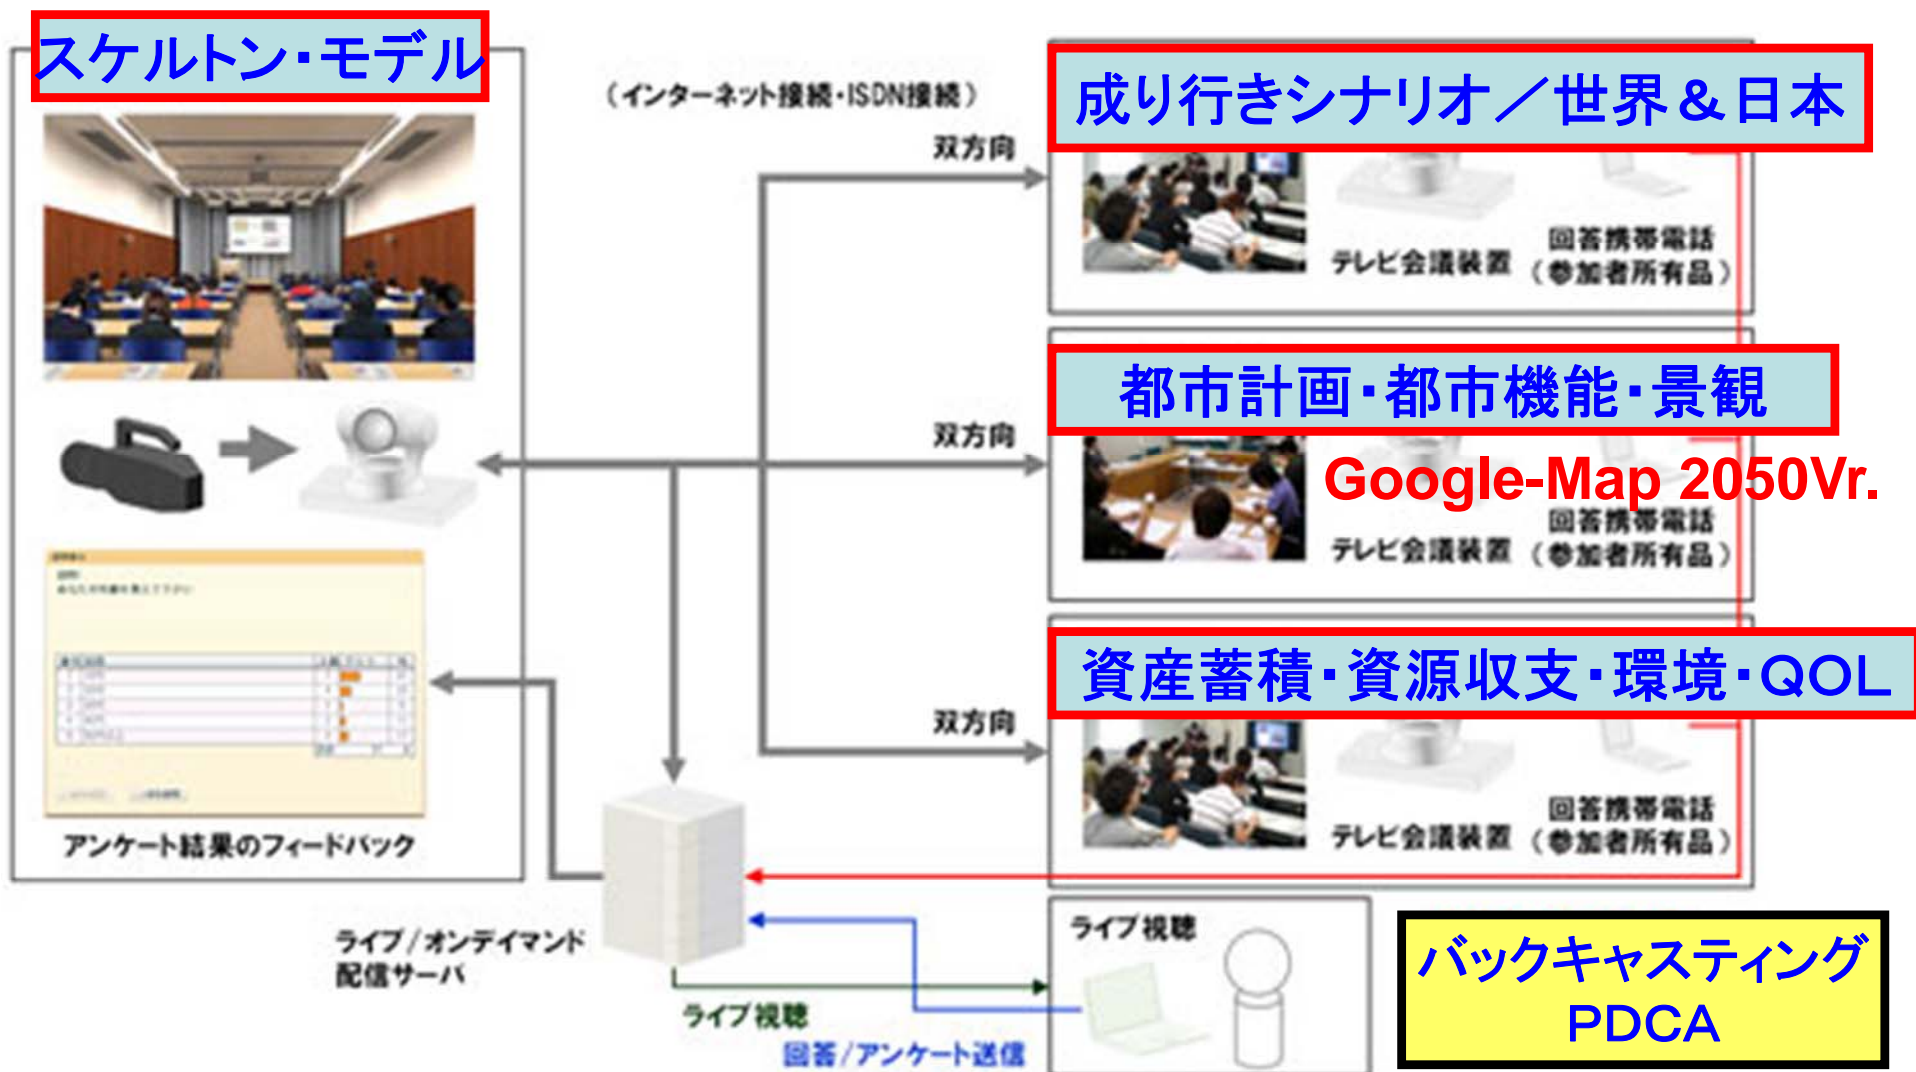 スケルトン・モデル
(インターネット接続・ISDN接続)
成り行きシナリオ／世界＆日本
双方向
回答携帯電話
テレビ会議装置 (参加者所有品)
都市計画・都市機能・景観
双方向
Google-Map 2050Vr.
回答携帯電話
テレビ会議装置 (参加者所有品)
資産蓄積・資源収支・環境・QOL
双方向
回答携帯電話
テレビ会議装置 (参加者所有品)
アンケート結果のフィードバック
ライブ/オンデイマンド
配信サーバ
ライブ視聴
回答/アンケート送信
ライブ視聴
バックキャスティング
PDCA